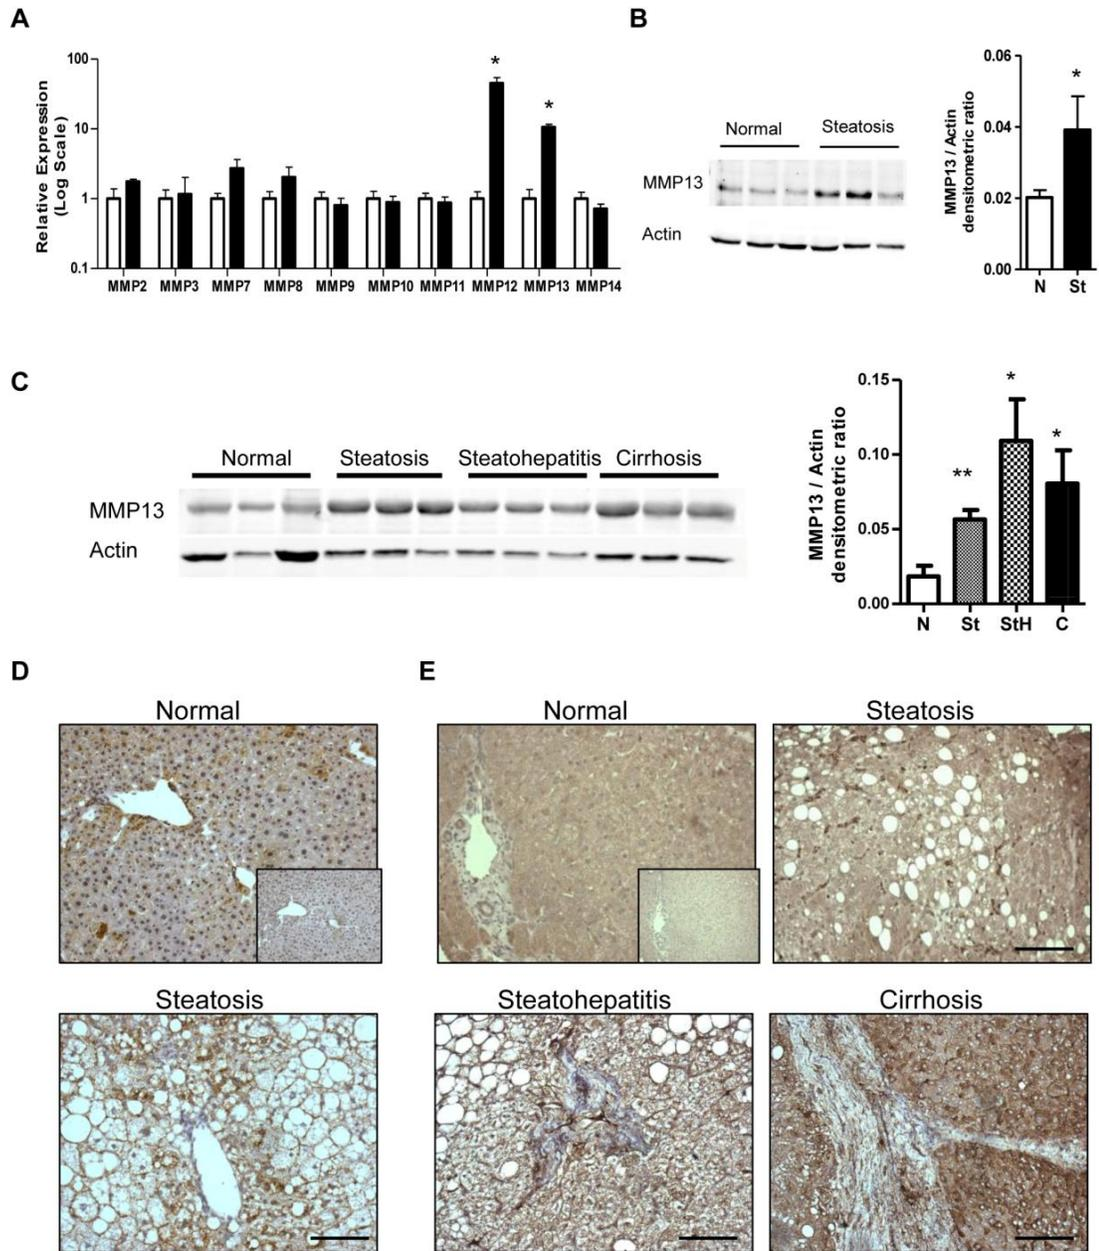 A
Relative Expression
(Log Scale)
100
10
1
0.1
*
*
MMP2 MMP3 MMP7 MMP8 MMP9 MMP10 MMP11 MMP12 MMP13 MMP14
B
Normal Steatosis
MMP13
Actin
MMP13 / Actin
densitometric ratio
0.06
0.04
0.02
0.00
*
N St
C
Normal Steatosis Steatohepatitis Cirrhosis
MMP13
Actin
MMP13 / Actin
densitometric ratio
0.15
0.10
0.05
0.00
**
*
*
N St StH C
D
Normal
Steatosis
E
Normal Steatosis
Steatohepatitis Cirrhosis